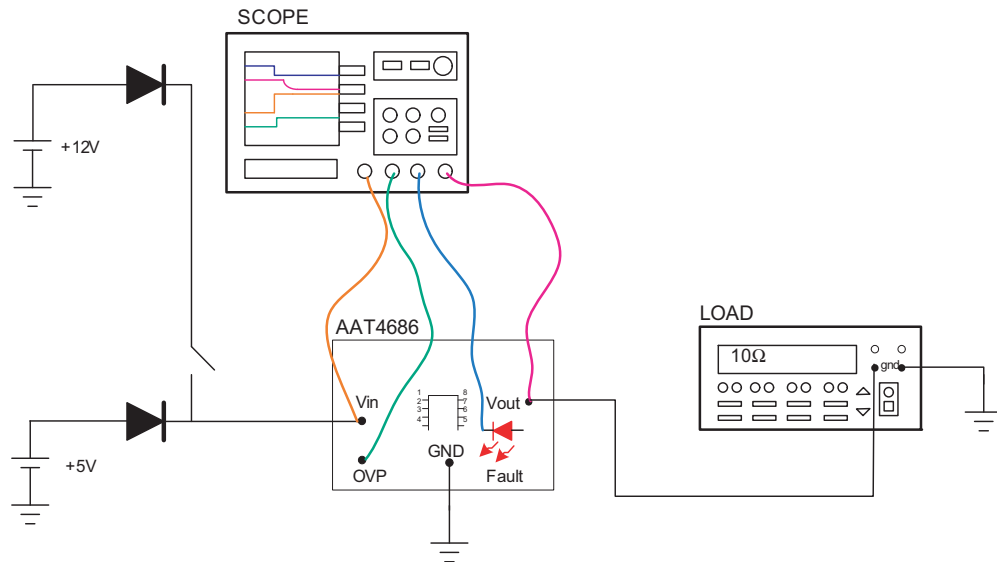 SCOPE
+12V
AAT4686
LOAD
10Ω
gnd
1 8
2 7
3 6
4 5
Vin
Vout
+5V
OVP
GND
Fault